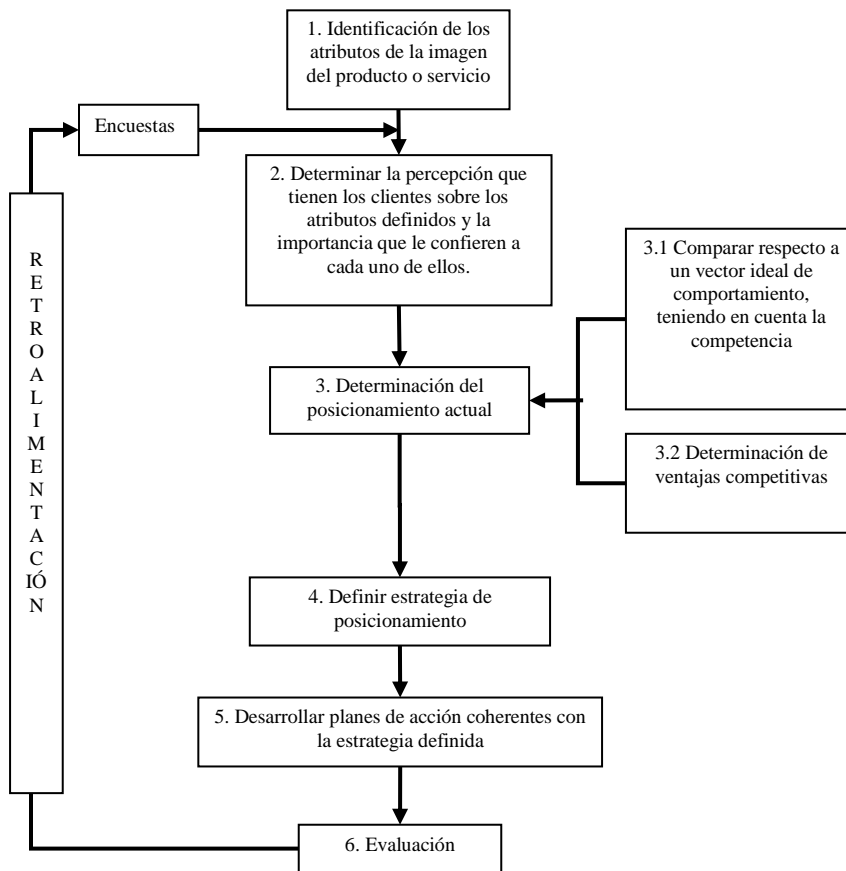 1. Identificación de los
atributos de la imagen
del producto o servicio
Encuestas
2. Determinar la percepción que
tienen los clientes sobre los
atributos definidos y la
importancia que le confieren a
cada uno de ellos.
3.1 Comparar respecto a
un vector ideal de
comportamiento,
teniendo en cuenta la
competencia
3. Determinación del
posicionamiento actual
3.2 Determinación de
ventajas competitivas
4. Definir estrategia de
posicionamiento
5. Desarrollar planes de acción coherentes con
la estrategia definida
6. Evaluación
R
E
T
R
O
A
L
I
M
E
N
T
A
C
IÓ
N